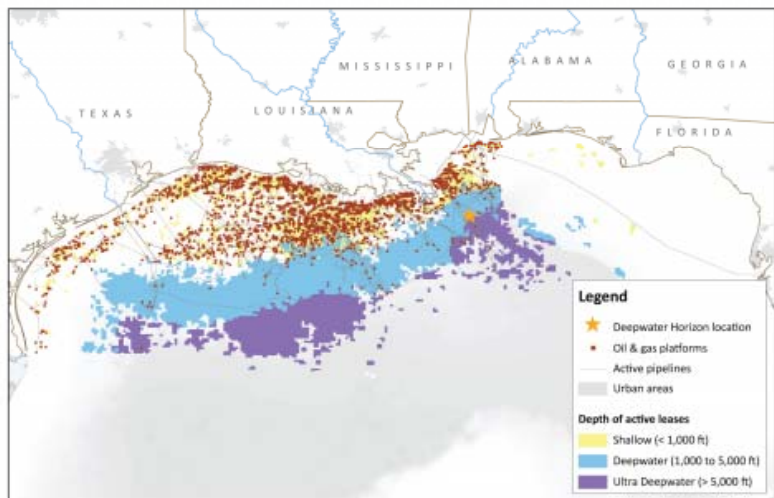 MISSISSIPPI
ALABAMA
GEORGIA
TEXAS
LOUISIANA
FLORIDA
Legend
Deepwater Horizon location
Oil & gas platforms
Active pipelines
Urban areas
Depth of active leases
Shallow (< 1,000 ft)
Deepwater (1,000 to 5,000 ft)
Ultra Deepwater (> 5,000 ft)